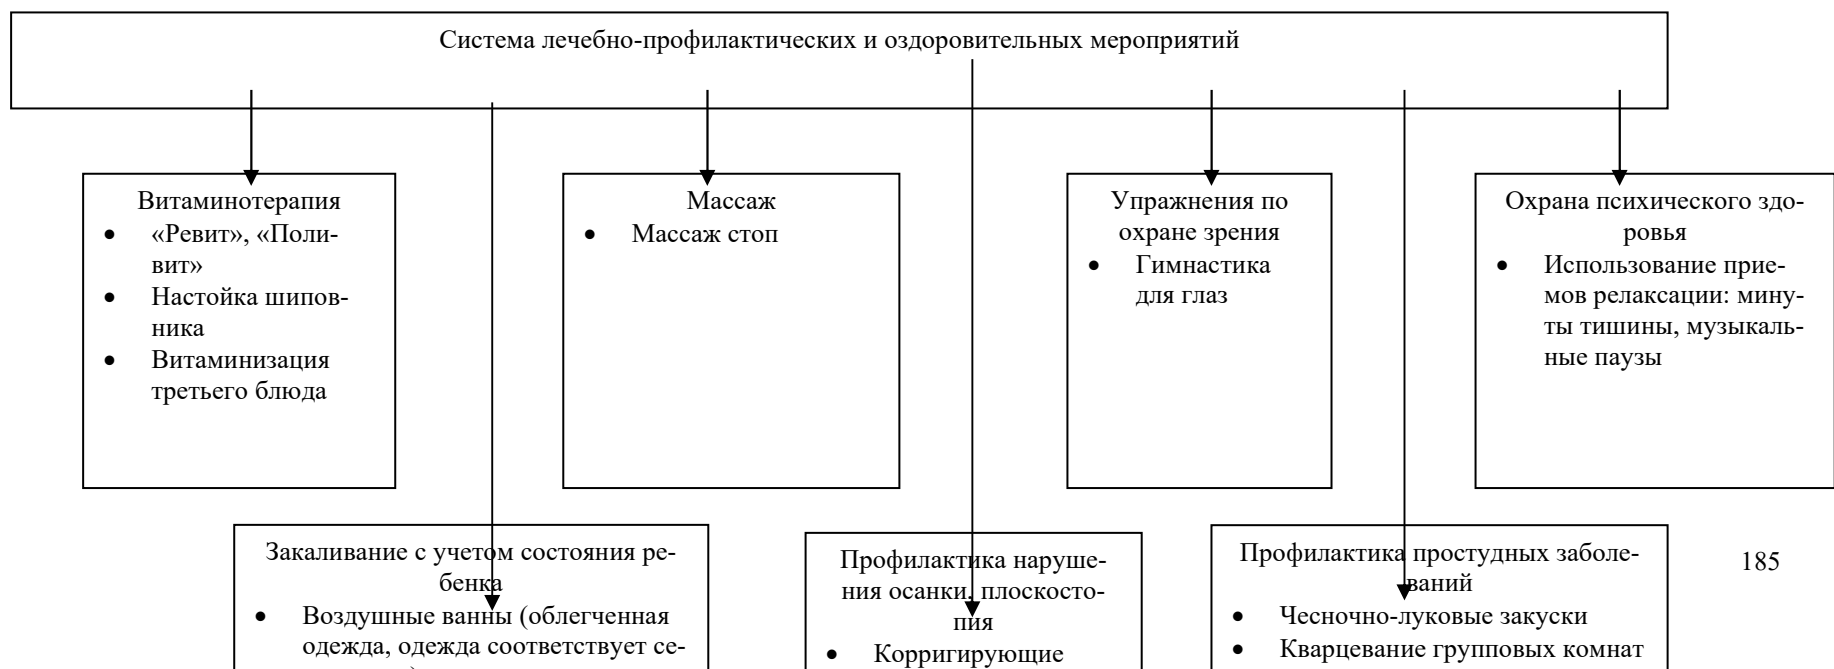 Система лечебно-профилактических и оздоровительных мероприятий
Витаминотерапия
• «Ревит», «Поли-
вит»
• Настойка шипов-
ника
• Витаминизация
третьего блюда
Массаж
• Массаж стоп
Упражнения по
охране зрения
• Гимнастика
для глаз
Охрана психического здо-
ровья
• Использование прие-
мов релаксации: мину-
ты тишины, музыкаль-
ные паузы
Закаливание с учетом состояния ре-
бенка
• Воздушные ванны (облегченная
одежда, одежда соответствует се-
Профилактика наруше-
ния осанки, плоскосто-
пия
• Корригирующие
Профилактика простудных заболе-
ваний
• Чесночно-луковые закуски
• Кварцевание групповых комнат
185